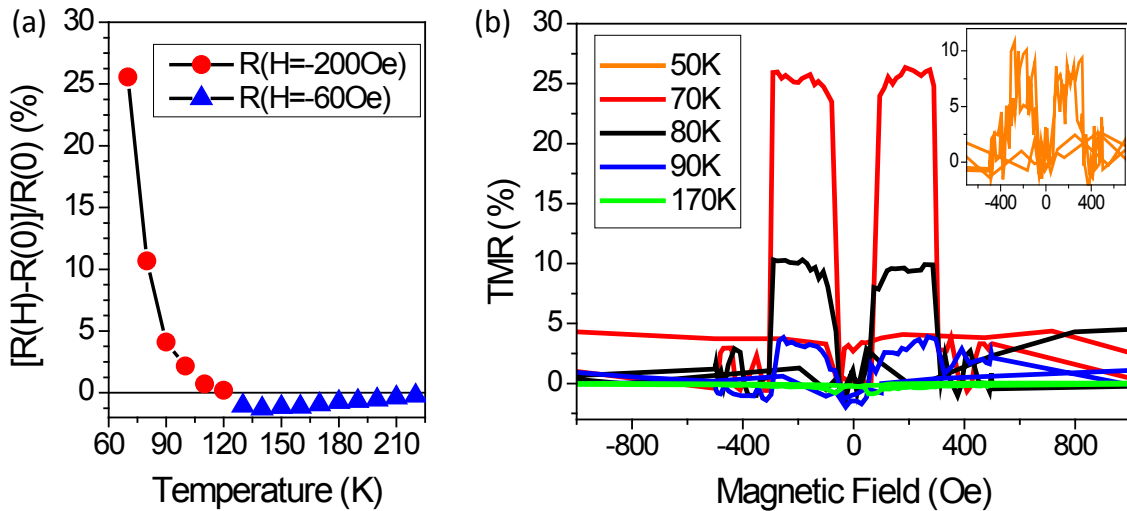 (a)
[R(H)-R(0)]/R(0) (%)
30
25
20
15
10
5
0
R(H=-200Oe)
R(H=-60Oe)
60 90 120 150 180 210
Temperature (K)
(b)
TMR (%)
30
25
20
15
10
5
0
50K
70K
80K
90K
170K
10
5
0
-400 0 400
-800 -400 0 400 800
Magnetic Field (Oe)